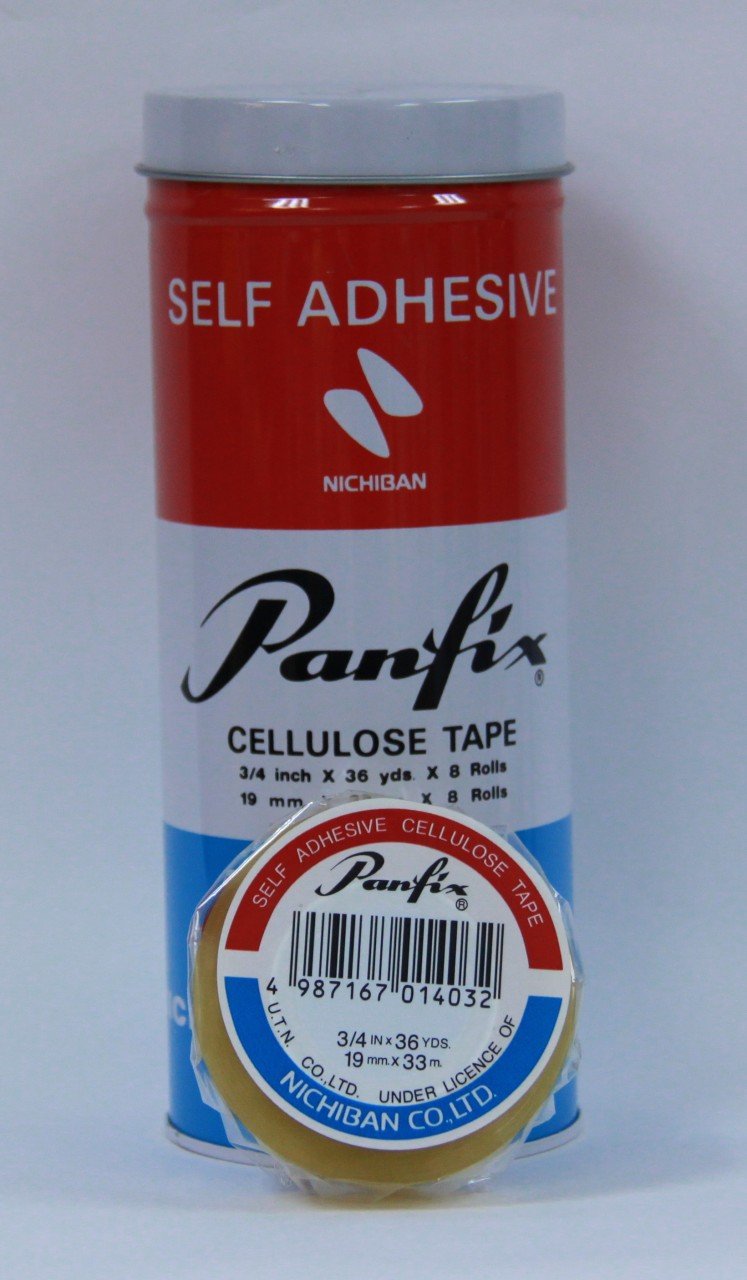 SELF ADHESIVE
NICHIBAN
Panfix®
CELLULOSE TAPE
3/4 inch X 36 yds. X 8 Rolls
19 mm. X X 8 Rolls
SELF ADHESIVE CELLULOSE TAPE
Panfix®
4 987167 014032
3/4 IN x 36 YDS.
19 mm. x 33 m.
U.T.N. CO.,LTD. UNDER LICENCE OF
NICHIBAN CO.,LTD.